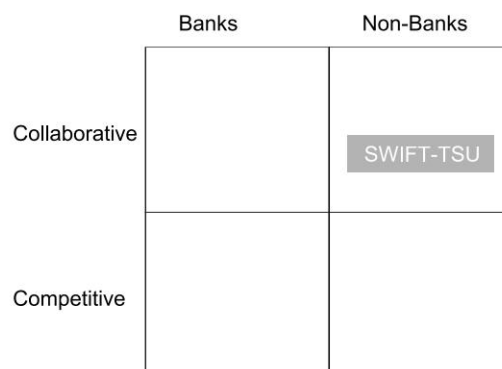 Banks Non-Banks
Collaborative
SWIFT-TSU
Competitive